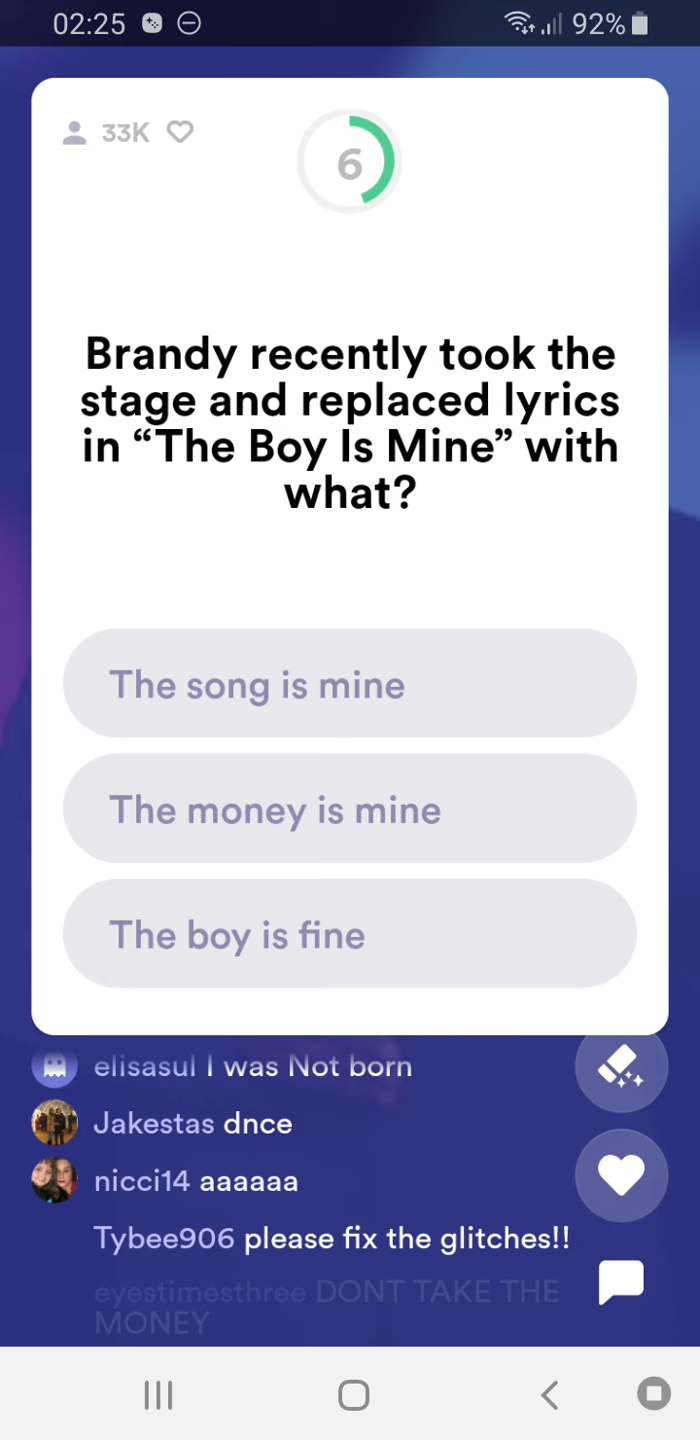 02:25 92%
33K
6
Brandy recently took the
stage and replaced lyrics
in “The Boy Is Mine” with
what?
The song is mine
The money is mine
The boy is fine
elisasul I was Not born
Jakestas dnce
nicci14 aaaaaa
Tybee906 please fix the glitches!!
eyestimesthree DONT TAKE THE
MONEY